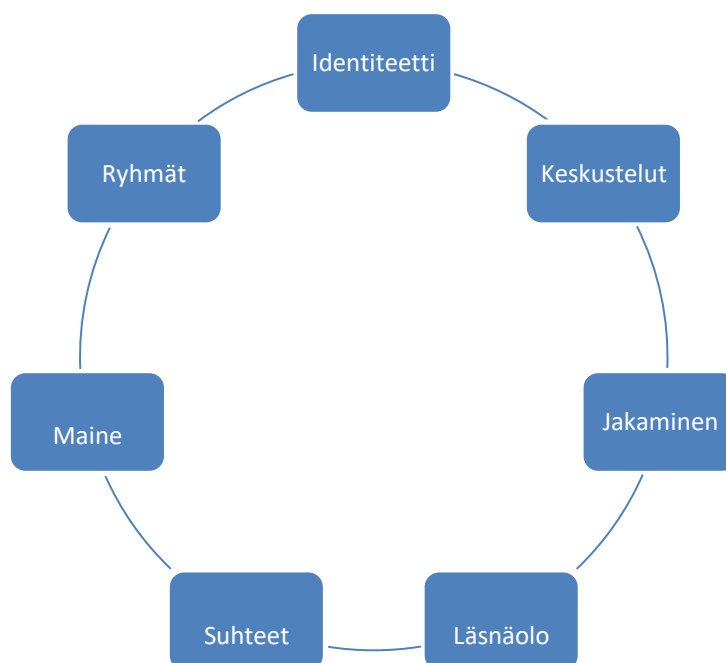 Identiteetti
Keskustelut
Jakaminen
Läsnäolo
Suhteet
Maine
Ryhmät